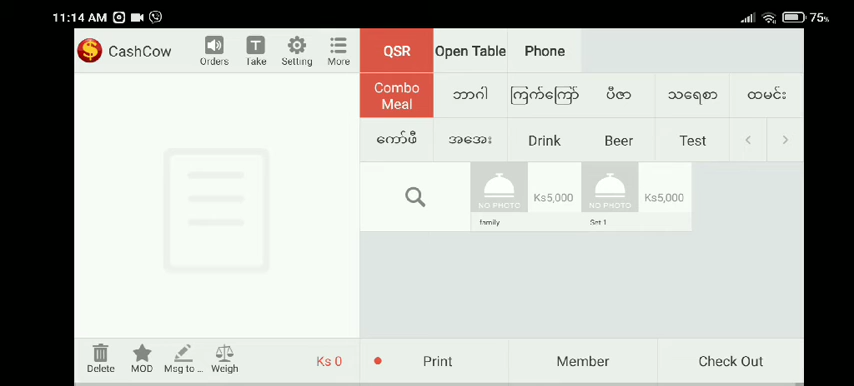 11:14 AM
75%
CashCow
Orders
Take
Setting
More
QSR
Open Table
Phone
Combo Meal
ဘာဂါ
ကြက်ကြော်
ပီဇာ
သရေစာ
ထမင်း
ကော်ဖီ
အအေး
Drink
Beer
Test
NO PHOTO
Ks5,000
NO PHOTO
Ks5,000
family
Set 1
Delete
MOD
Msg to ...
Weigh
Ks 0
Print
Member
Check Out